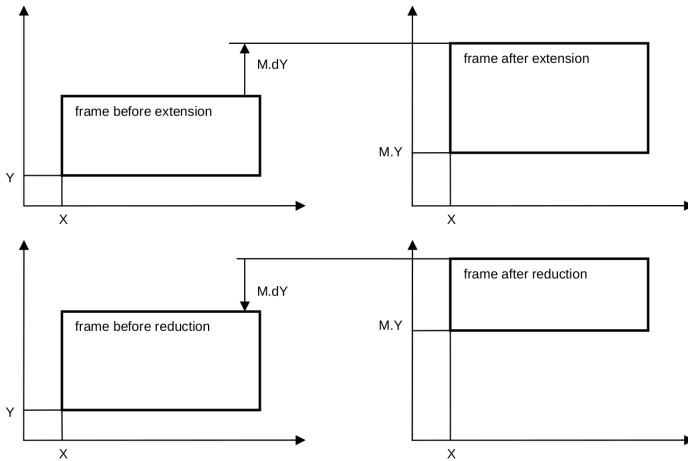 M.dY
frame after extension
frame before extension
M.Y
Y
X
X
M.dY
frame after reduction
frame before reduction
M.Y
Y
X
X